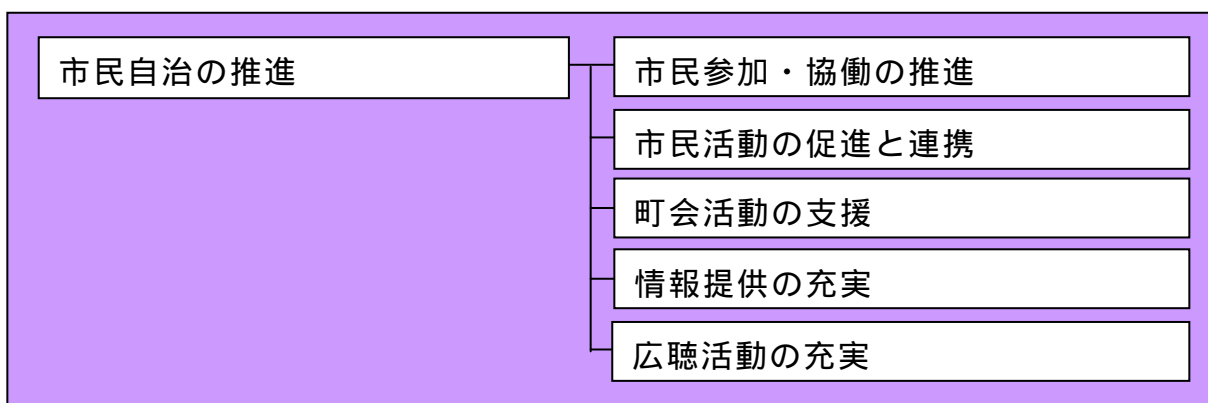 市民自治の推進
市民参加・協働の推進
市民活動の促進と連携
町会活動の支援
情報提供の充実
広聴活動の充実